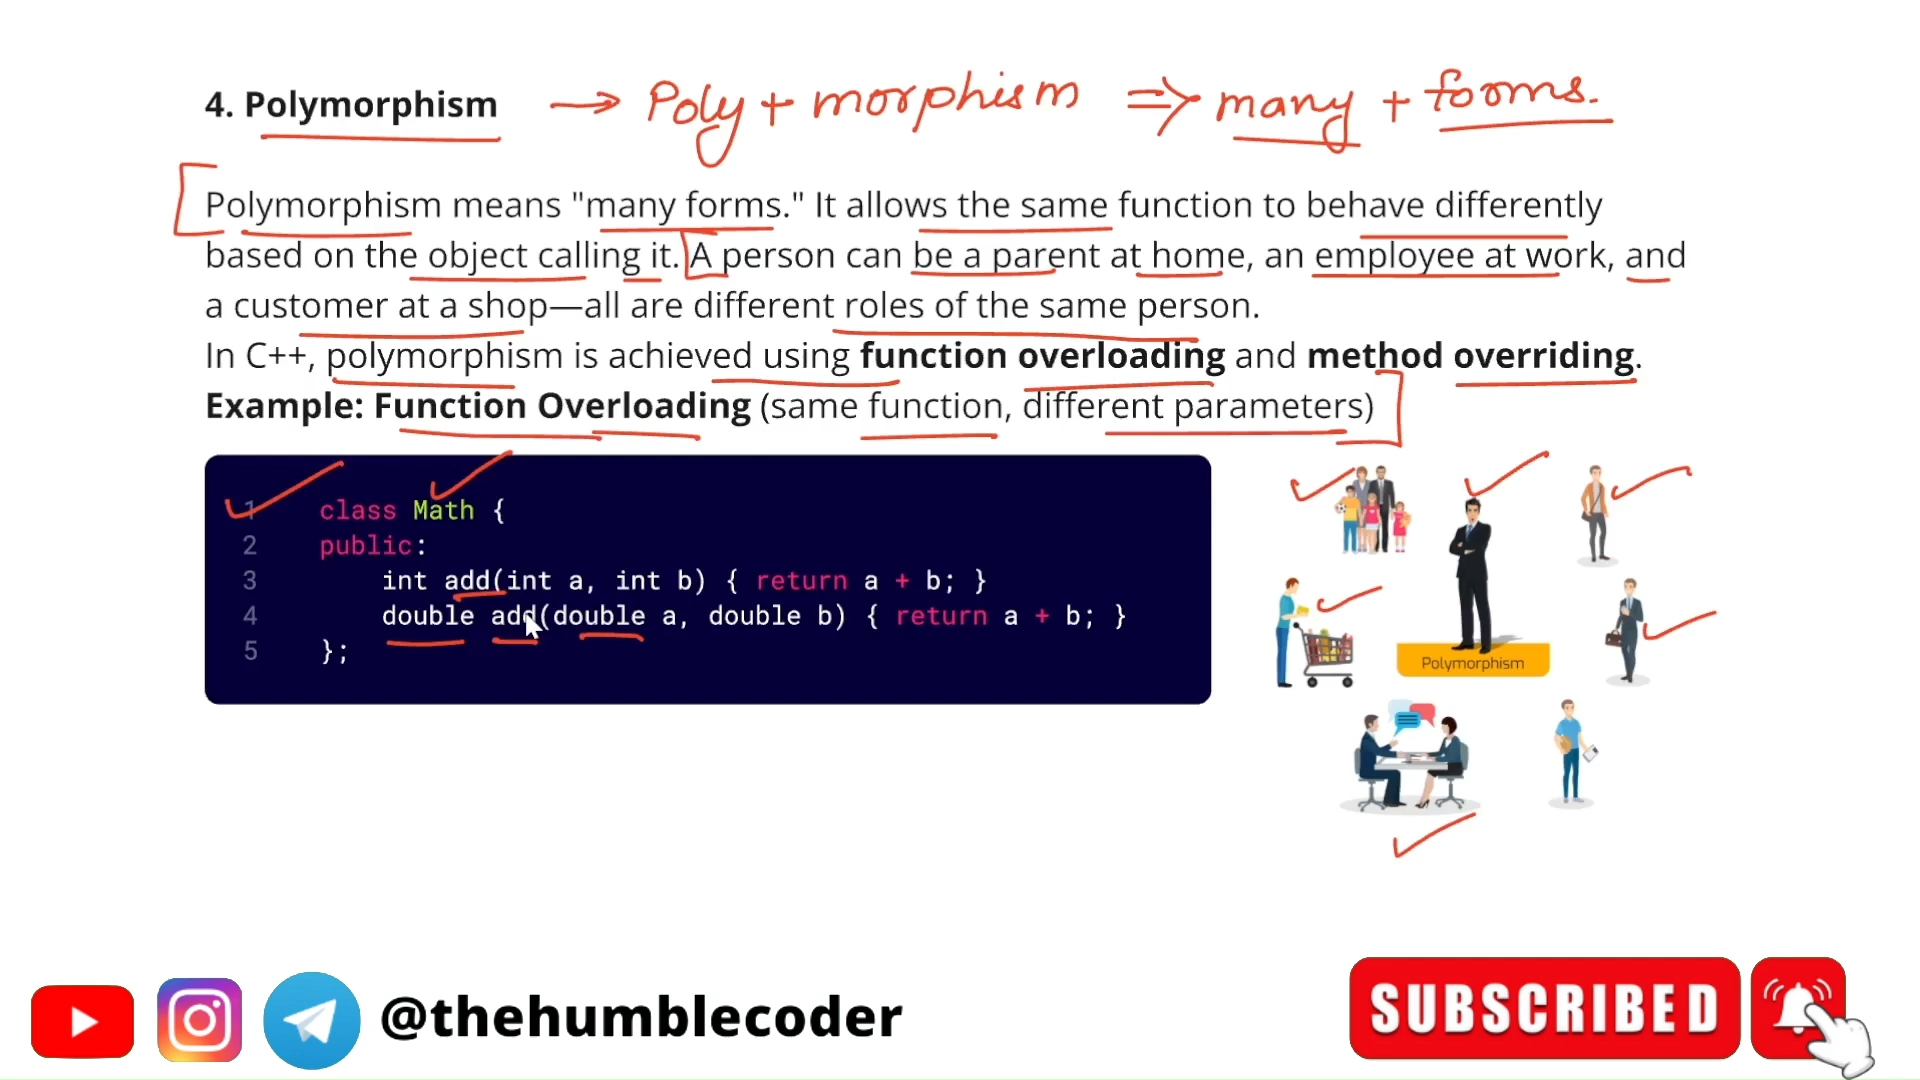 4. Polymorphism → Poly + morphism ⇒ many + forms.
Polymorphism means "many forms." It allows the same function to behave differently
based on the object calling it. A person can be a parent at home, an employee at work, and
a customer at a shop—all are different roles of the same person.
In C++, polymorphism is achieved using function overloading and method overriding.
Example: Function Overloading (same function, different parameters)
1 class Math {
2 public:
3 int add(int a, int b) { return a + b; }
4 double add(double a, double b) { return a + b; }
5 };
Polymorphism
@thehumblecoder
SUBSCRIBED